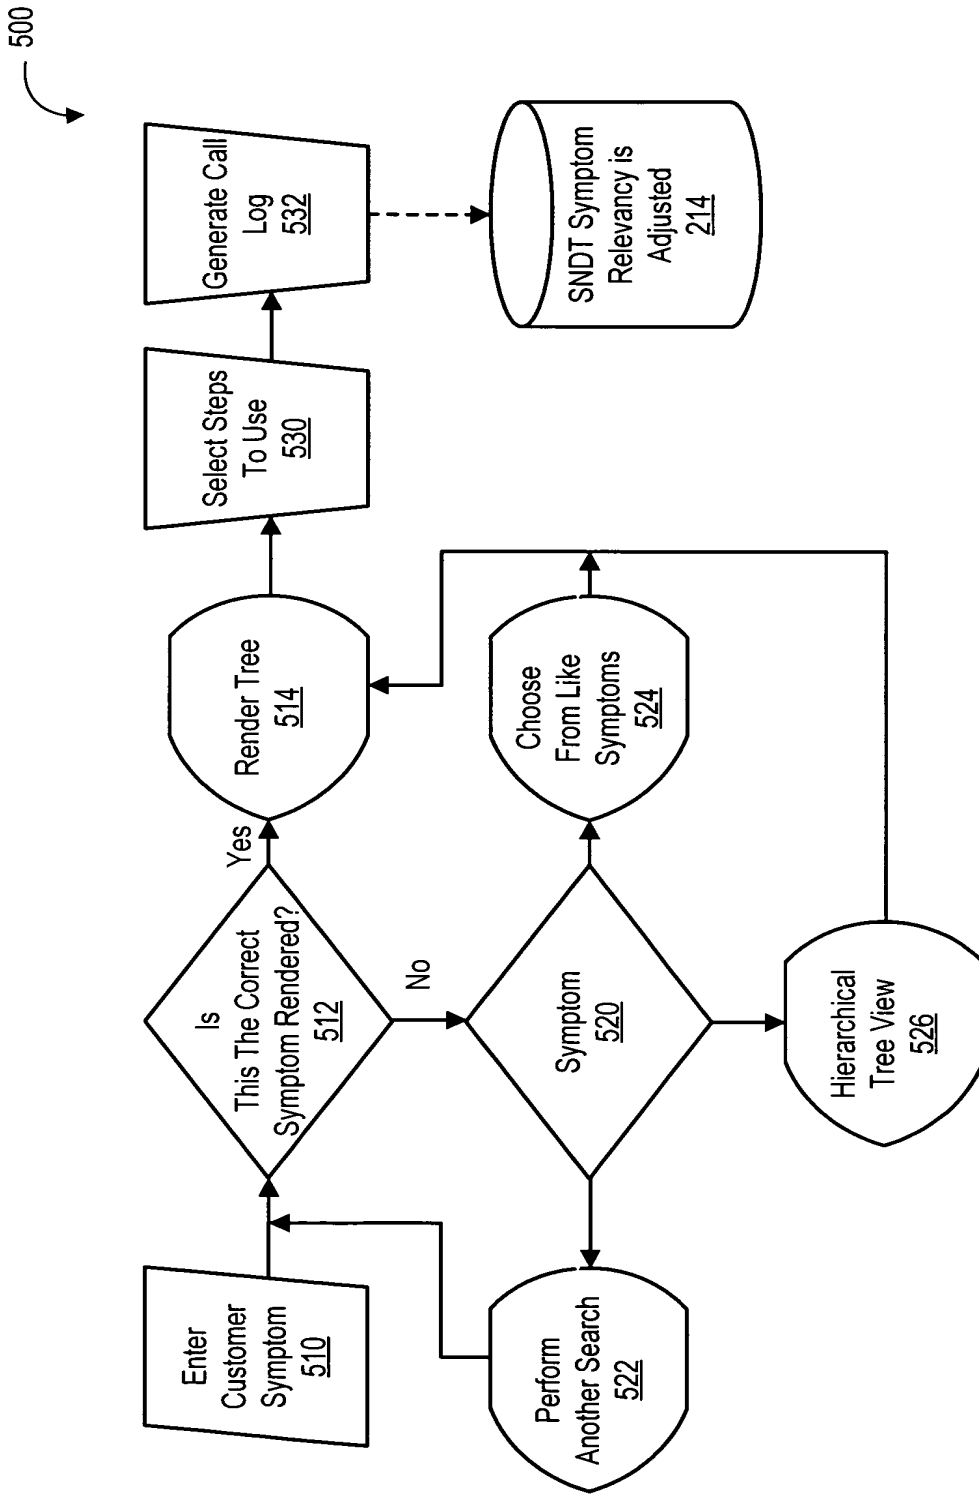 500
Enter
Customer
Symptom
510
Is
This The Correct
Symptom Rendered?
512
Yes
No
Render Tree
514
Select Steps
To Use
530
Generate Call
Log
532
Perform
Another Search
522
Symptom
520
Choose
From Like
Symptoms
524
SNDT Symptom
Relevancy is
Adjusted
214
Hierarchical
Tree View
526